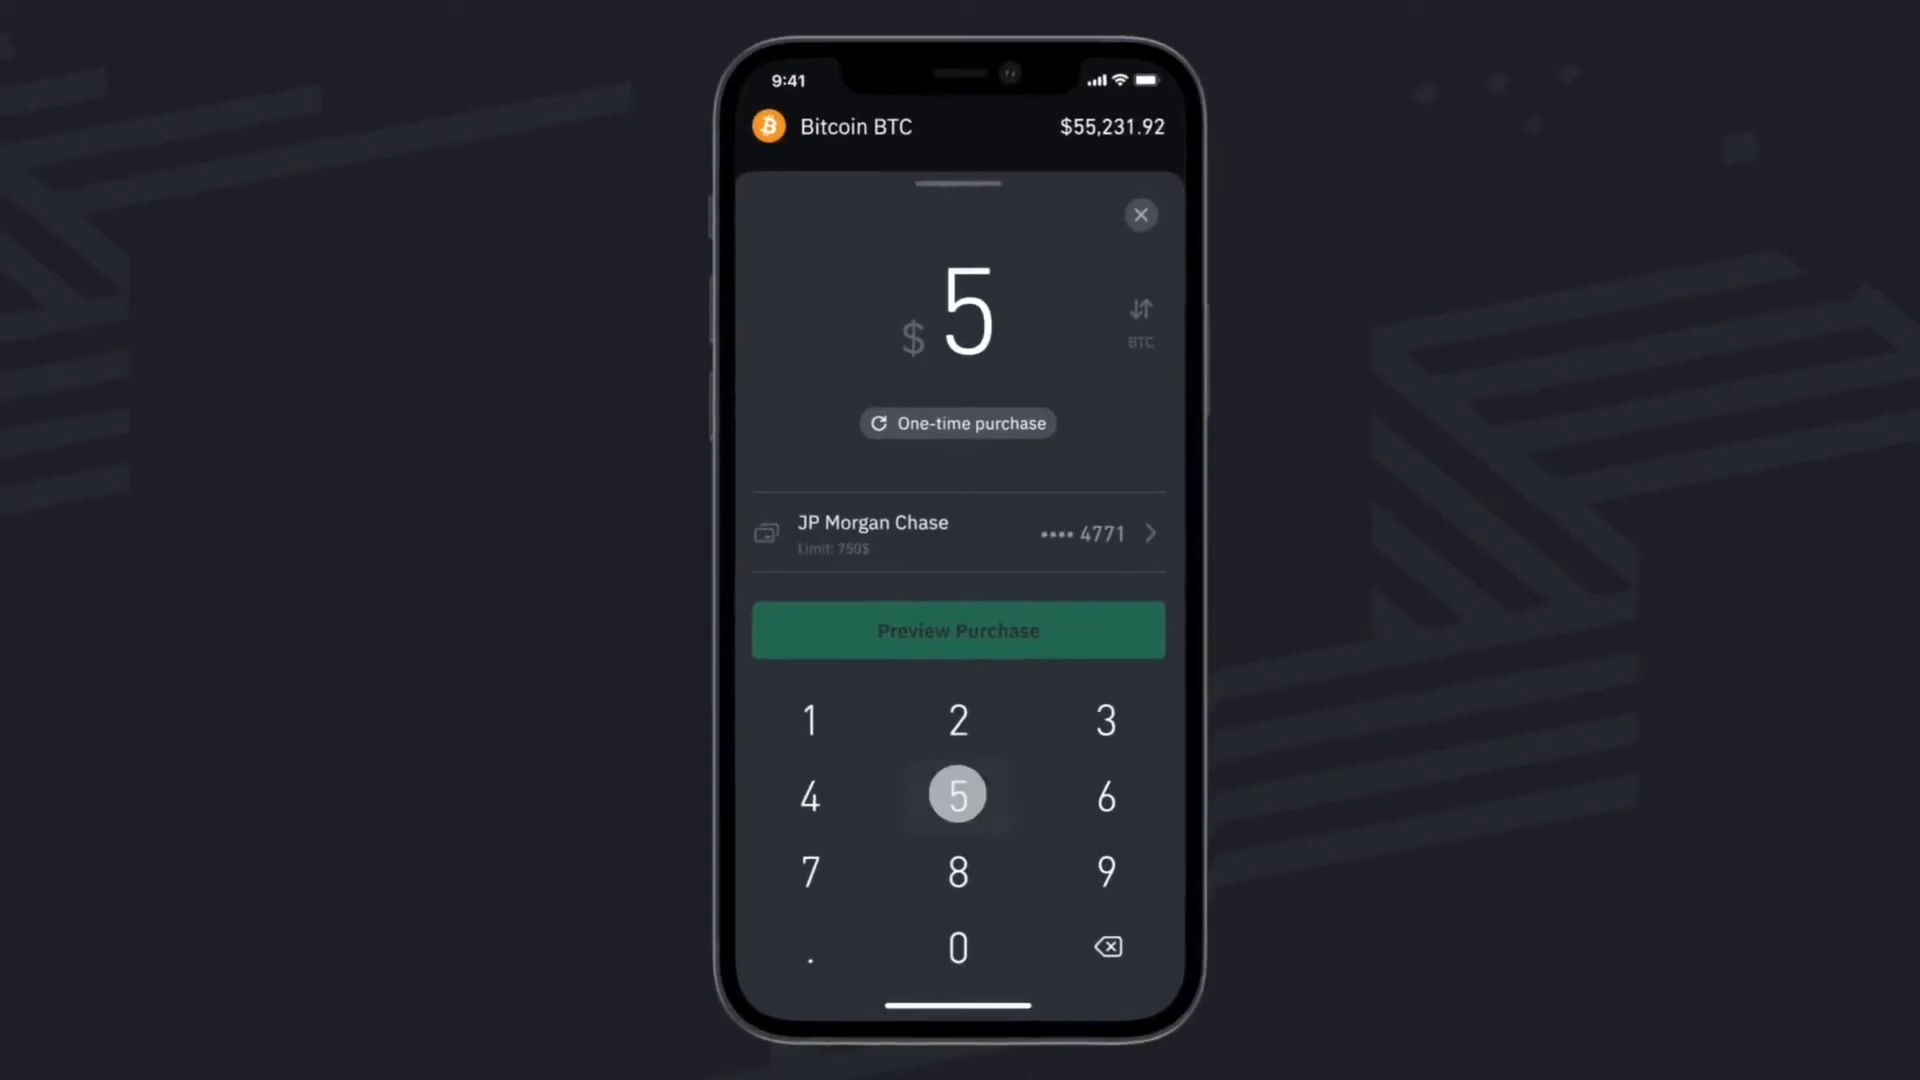 9:41
Bitcoin BTC $55,231.92
$ 5
BTC
One-time purchase
JP Morgan Chase
Limit: 750$
•••• 4771
Preview Purchase
1 2 3
4 5 6
7 8 9
. 0